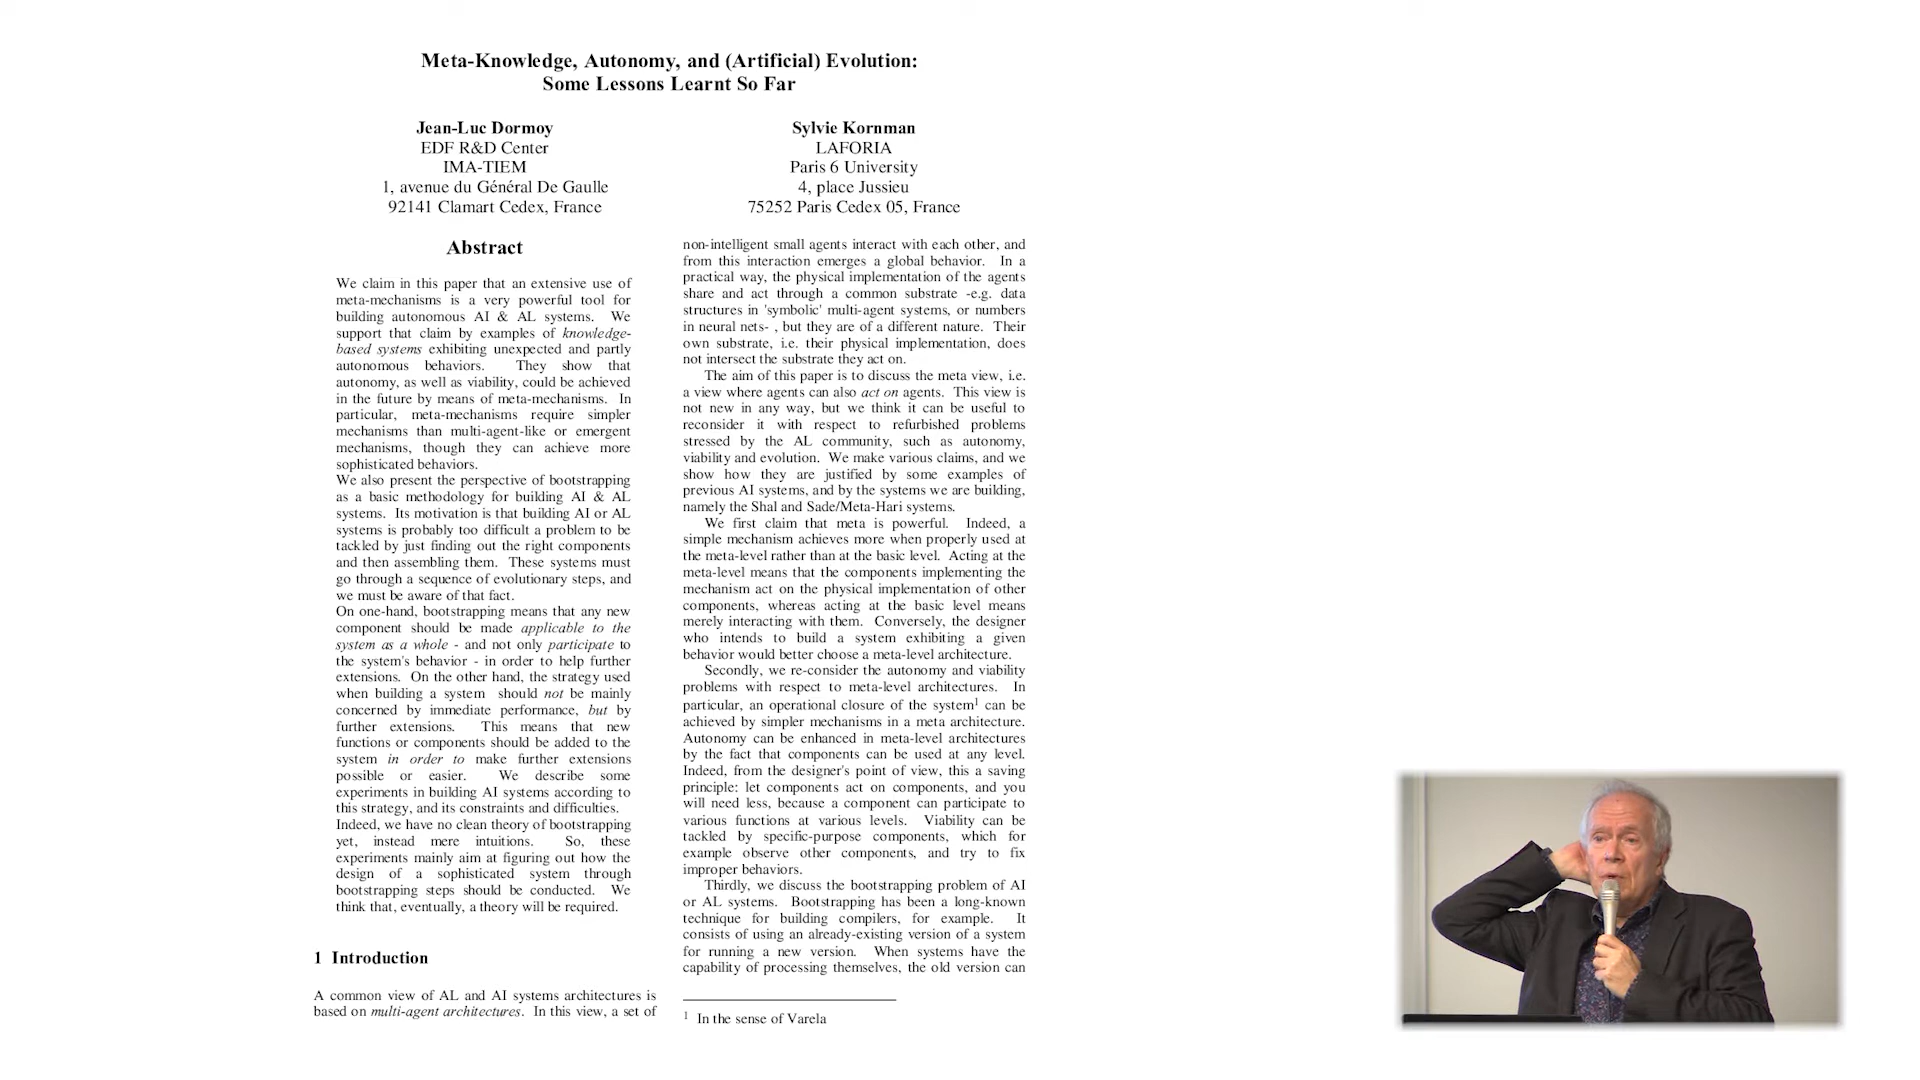 Meta-Knowledge, Autonomy, and (Artificial) Evolution:
Some Lessons Learnt So Far
Jean-Luc Dormoy
EDF R&D Center
IMA-TIEM
1, avenue du Général De Gaulle
92141 Clamart Cedex, France
Sylvie Kornman
LAFORIA
Paris 6 University
4, place Jussieu
75252 Paris Cedex 05, France
Abstract
We claim in this paper that an extensive use of
meta-mechanisms is a very powerful tool for
building autonomous AI & AL systems. We
support that claim by examples of knowledge-
based systems exhibiting unexpected and partly
autonomous behaviors. They show that
autonomy, as well as viability, could be achieved
in the future by means of meta-mechanisms. In
particular, meta-mechanisms require simpler
mechanisms than multi-agent-like or emergent
mechanisms, though they can achieve more
sophisticated behaviors.
We also present the perspective of bootstrapping
as a basic methodology for building AI & AL
systems. Its motivation is that building AI or AL
systems is probably too difficult a problem to be
tackled by just finding out the right components
and then assembling them. These systems must
go through a sequence of evolutionary steps, and
we must be aware of that fact.
On one-hand, bootstrapping means that any new
component should be made applicable to the
system as a whole - and not only participate to
the system's behavior - in order to help further
extensions. On the other hand, the strategy used
when building a system should not be mainly
concerned by immediate performance, but by
further extensions. This means that new
functions or components should be added to the
system in order to make further extensions
possible or easier. We describe some
experiments in building AI systems according to
this strategy, and its constraints and difficulties.
Indeed, we have no clean theory of bootstrapping
yet, instead mere intuitions. So, these
experiments mainly aim at figuring out how the
design of a sophisticated system through
bootstrapping steps should be conducted. We
think that, eventually, a theory will be required.
1 Introduction
A common view of AL and AI systems architectures is
based on multi-agent architectures. In this view, a set of
non-intelligent small agents interact with each other, and
from this interaction emerges a global behavior. In a
practical way, the physical implementation of the agents
share and act through a common substrate -e.g. data
structures in 'symbolic' multi-agent systems, or numbers
in neural nets- , but they are of a different nature. Their
own substrate, i.e. their physical implementation, does
not intersect the substrate they act on.
The aim of this paper is to discuss the meta view, i.e.
a view where agents can also act on agents. This view is
not new in any way, but we think it can be useful to
reconsider it with respect to refurbished problems
stressed by the AL community, such as autonomy,
viability and evolution. We make various claims, and we
show how they are justified by some examples of
previous AI systems, and by the systems we are building,
namely the Shal and Sade/Meta-Hari systems.
We first claim that meta is powerful. Indeed, a
simple mechanism achieves more when properly used at
the meta-level rather than at the basic level. Acting at the
meta-level means that the components implementing the
mechanism act on the physical implementation of other
components, whereas acting at the basic level means
merely interacting with them. Conversely, the designer
who intends to build a system exhibiting a given
behavior would better choose a meta-level architecture.
Secondly, we re-consider the autonomy and viability
problems with respect to meta-level architectures. In
particular, an operational closure of the system1 can be
achieved by simpler mechanisms in a meta architecture.
Autonomy can be enhanced in meta-level architectures
by the fact that components can be used at any level.
Indeed, from the designer's point of view, this a saving
principle: let components act on components, and you
will need less, because a component can participate to
various functions at various levels. Viability can be
tackled by specific-purpose components, which for
example observe other components, and try to fix
improper behaviors.
Thirdly, we discuss the bootstrapping problem of AI
or AL systems. Bootstrapping has been a long-known
technique for building compilers, for example. It
consists of using an already-existing version of a system
for running a new version. When systems have the
capability of processing themselves, the old version can
1 In the sense of Varela